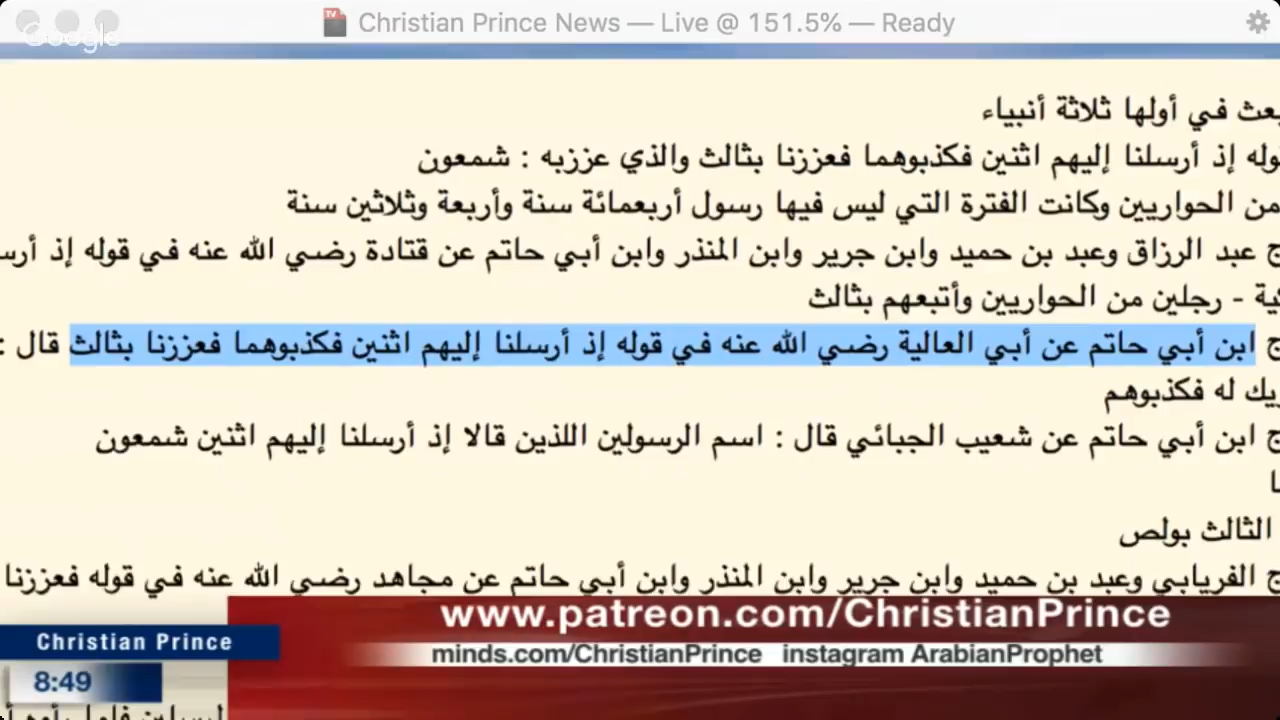 Christian Prince News — Live @ 151.5% — Ready
Google
في أولها ثلاثة أنبياء
إذ أرسلنا إليهم اثنين فكذبوهما فعززنا بثالث والذي عززبه : شمعون
من الحواريين وكانت الفترة التي ليس فيها رسول أربعمائة سنة وأربعة وثلاثين سنة
عبد الرزاق وعبد بن حميد وابن جرير وابن المنذر وابن أبي حاتم عن قتادة رضي الله عنه في قوله إذ
- رجلين من الحواريين وأتبعهم بثالث
ابن أبي حاتم عن أبي العالية رضي الله عنه في قوله إذ أرسلنا إليهم اثنين فكذبوهما فعززنا بثالث قال :
له فكذبوهم
ابن أبي حاتم عن شعيب الجبائي قال : اسم الرسولين اللذين قالا إذ أرسلنا إليهم اثنين شمعون
الثالث بولص
الفريابي وعبد بن حميد وابن جرير وابن المنذر وابن أبي حاتم عن مجاهد رضي الله عنه في قوله فعززنا
www.patreon.com/ChristianPrince
Christian Prince
minds.com/ChristianPrince instagram ArabianProphet
8:49